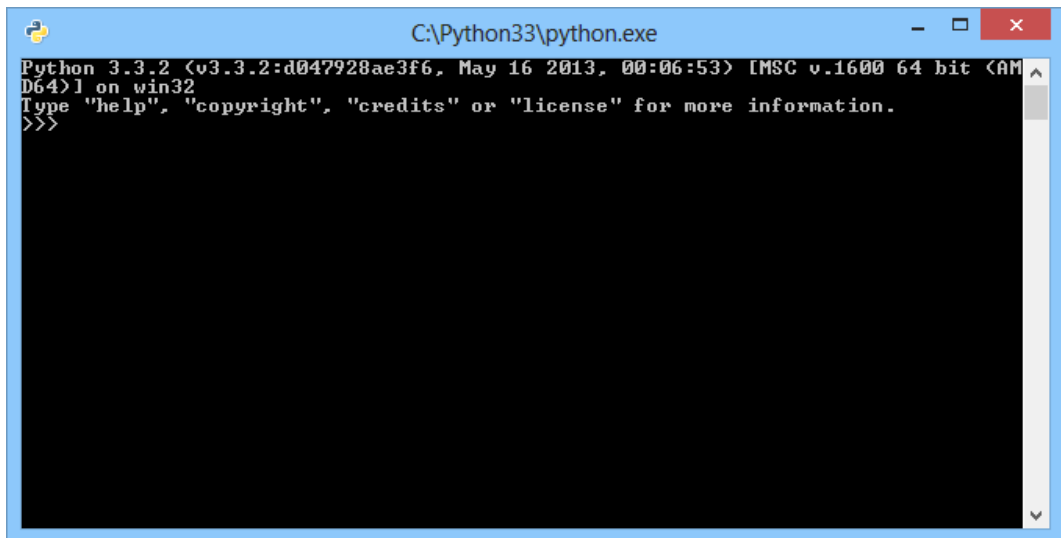 C:\Python33\python.exe
Python 3.3.2 (v3.3.2:d047928ae3f6, May 16 2013, 00:06:53) [MSC v.1600 64 bit (AM
D64)] on win32
Type "help", "copyright", "credits" or "license" for more information.
>>>